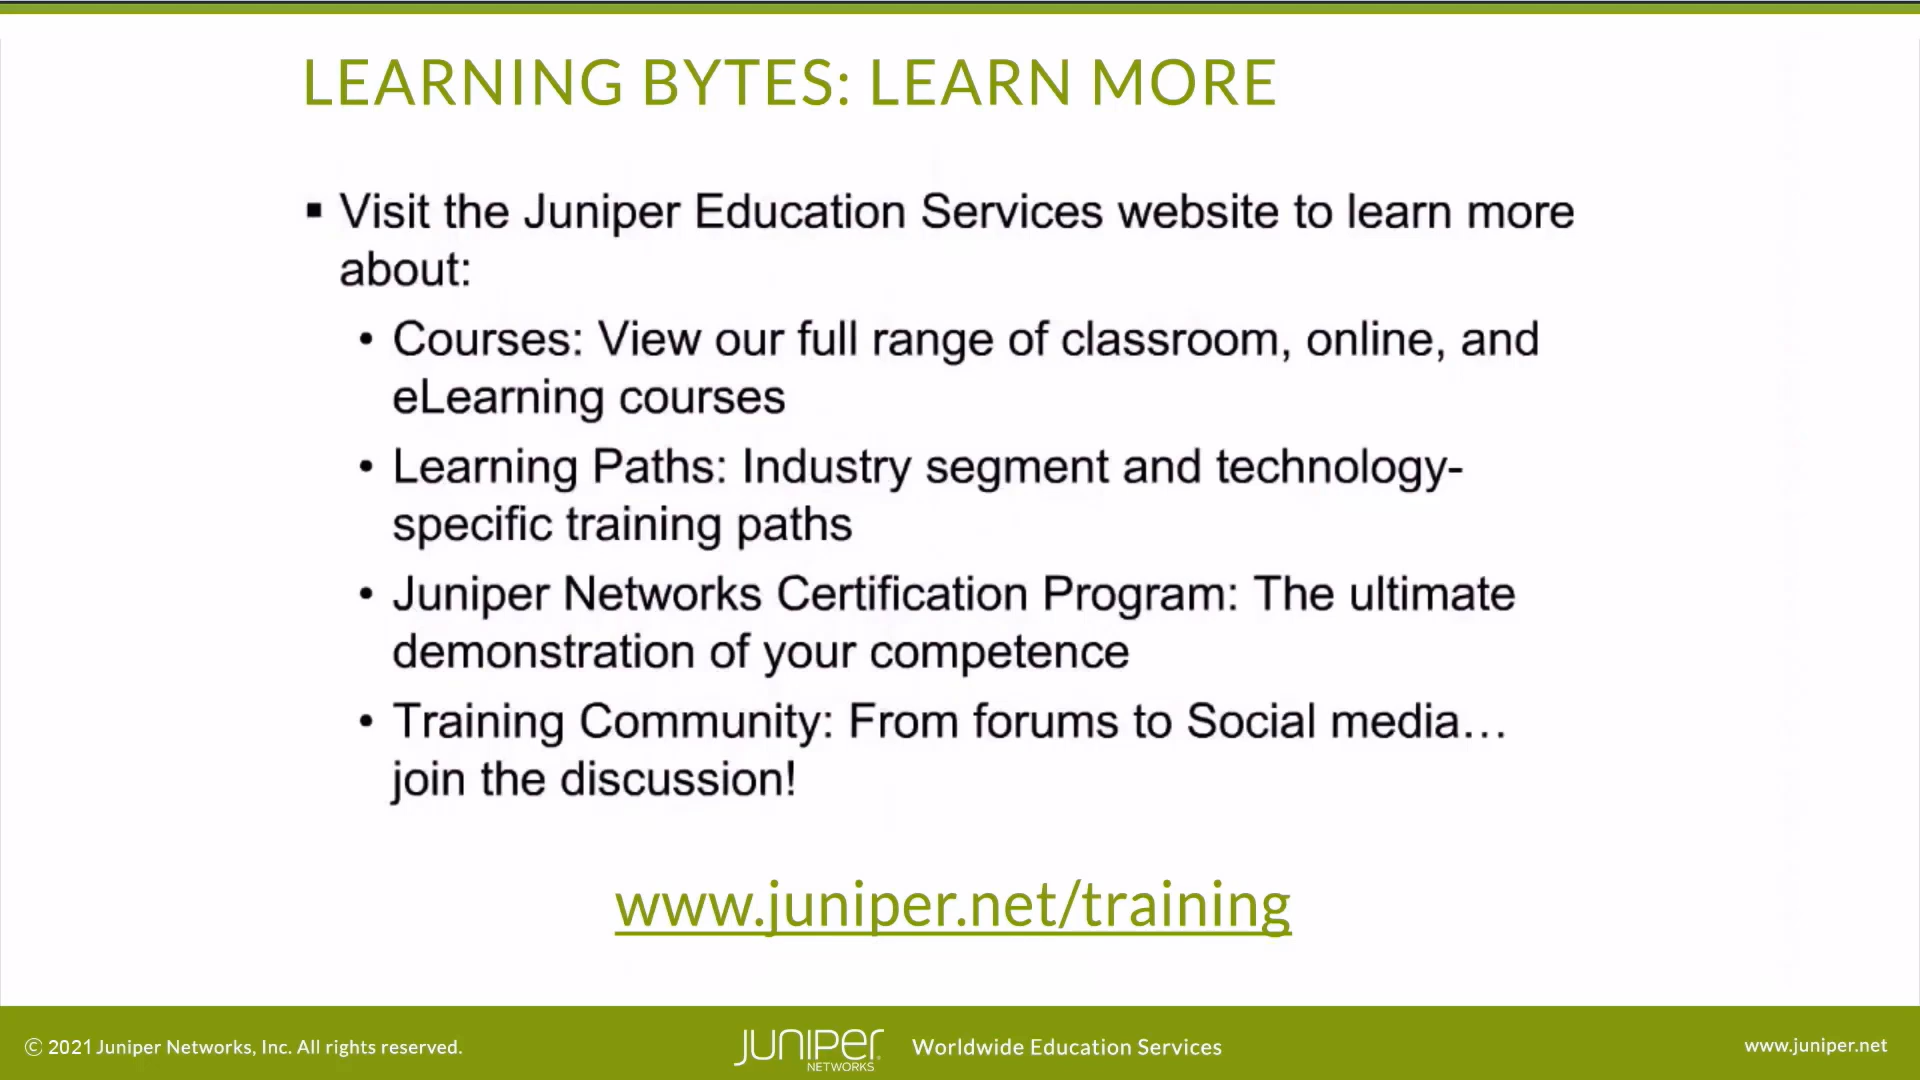 LEARNING BYTES: LEARN MORE
▪ Visit the Juniper Education Services website to learn more
about:
• Courses: View our full range of classroom, online, and
eLearning courses
• Learning Paths: Industry segment and technology-
specific training paths
• Juniper Networks Certification Program: The ultimate
demonstration of your competence
• Training Community: From forums to Social media…
join the discussion!
www.juniper.net/training
© 2021 Juniper Networks, Inc. All rights reserved.
JUNIPER
NETWORKS
Worldwide Education Services
www.juniper.net